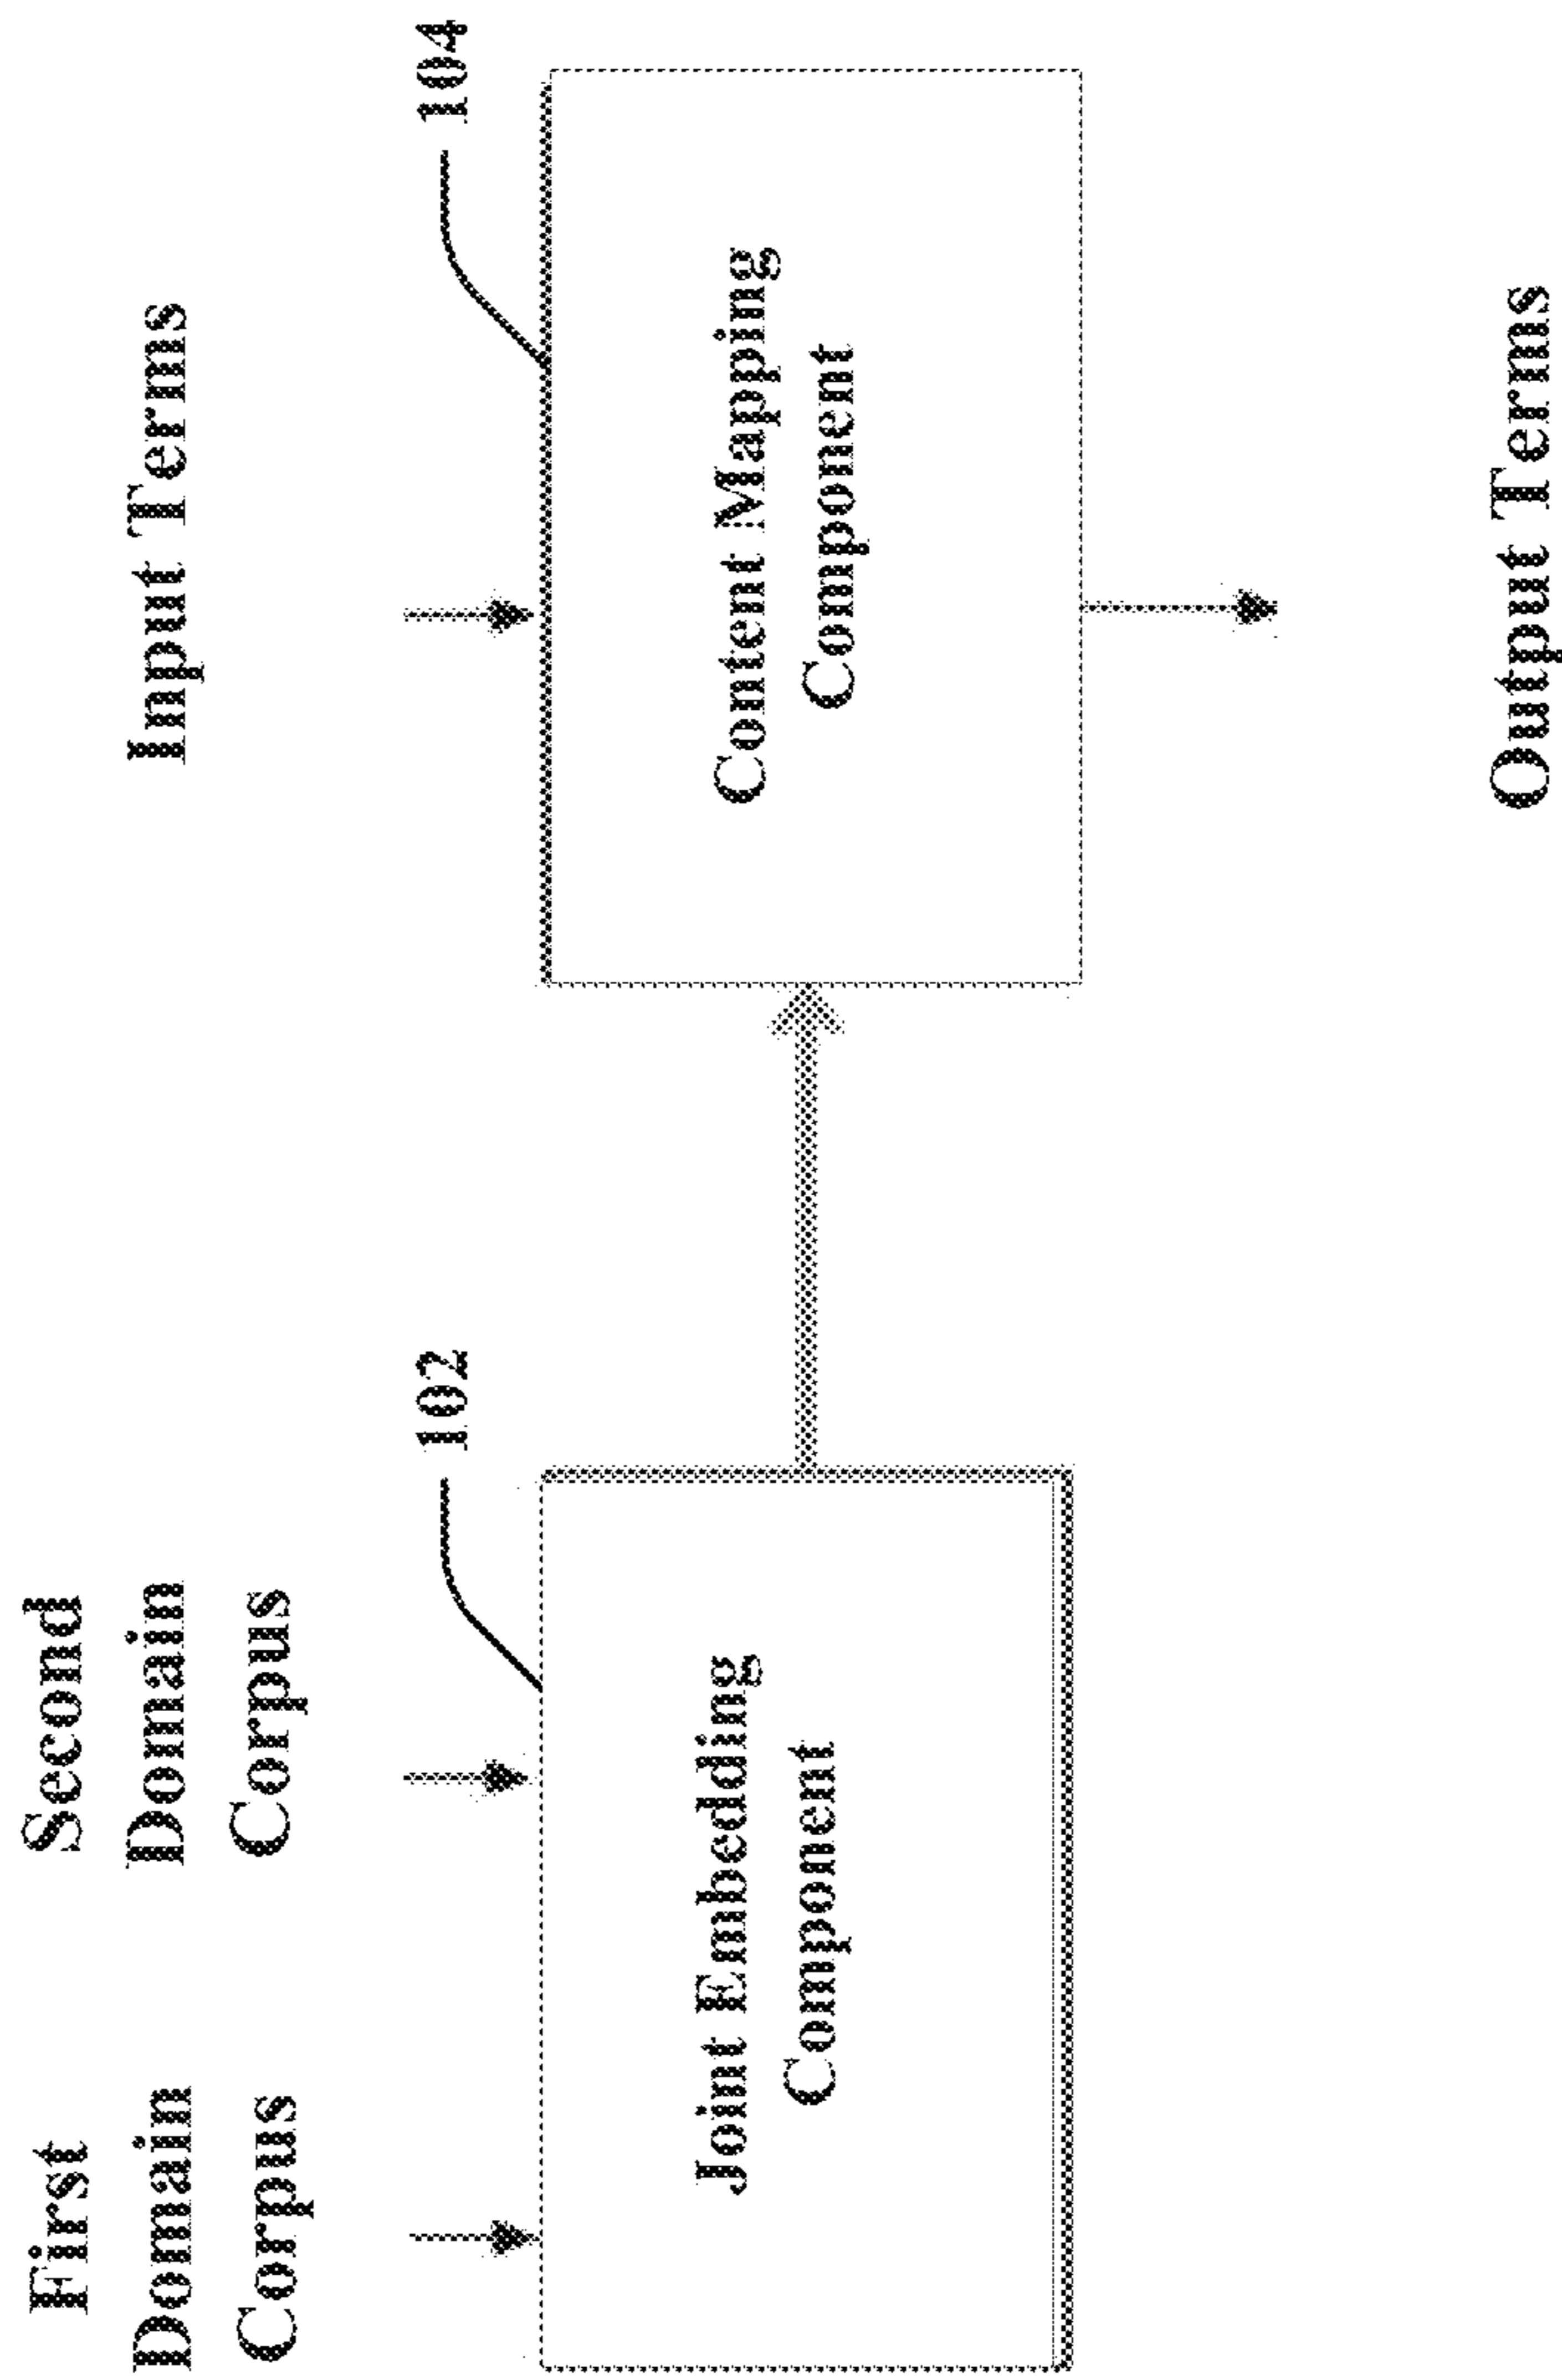 First
Domain
Corpus
Second
Domain
Corpus
Input Terms
102
104
Joint Embedding
Component
Content Mapping
Component
Output Terms